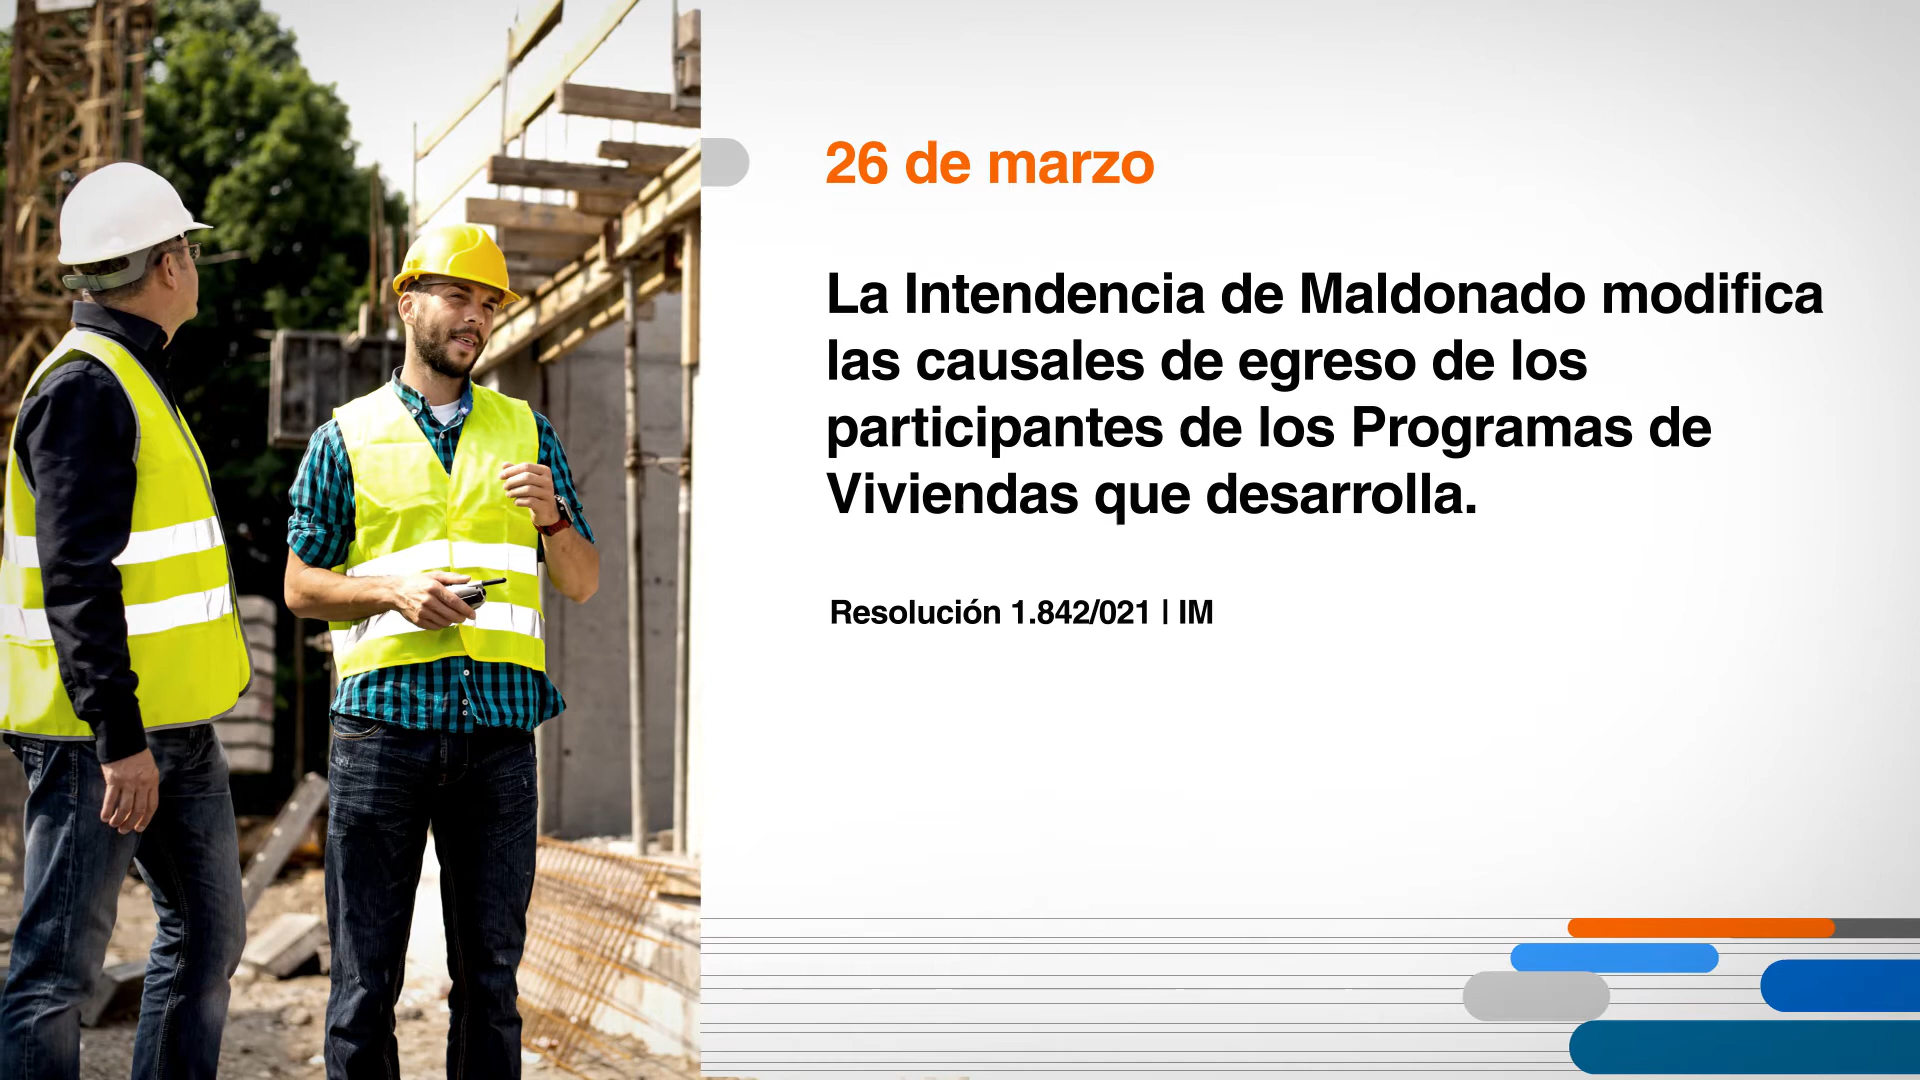 26 de marzo
La Intendencia de Maldonado modifica
las causales de egreso de los
participantes de los Programas de
Viviendas que desarrolla.
Resolución 1.842/021 | IM